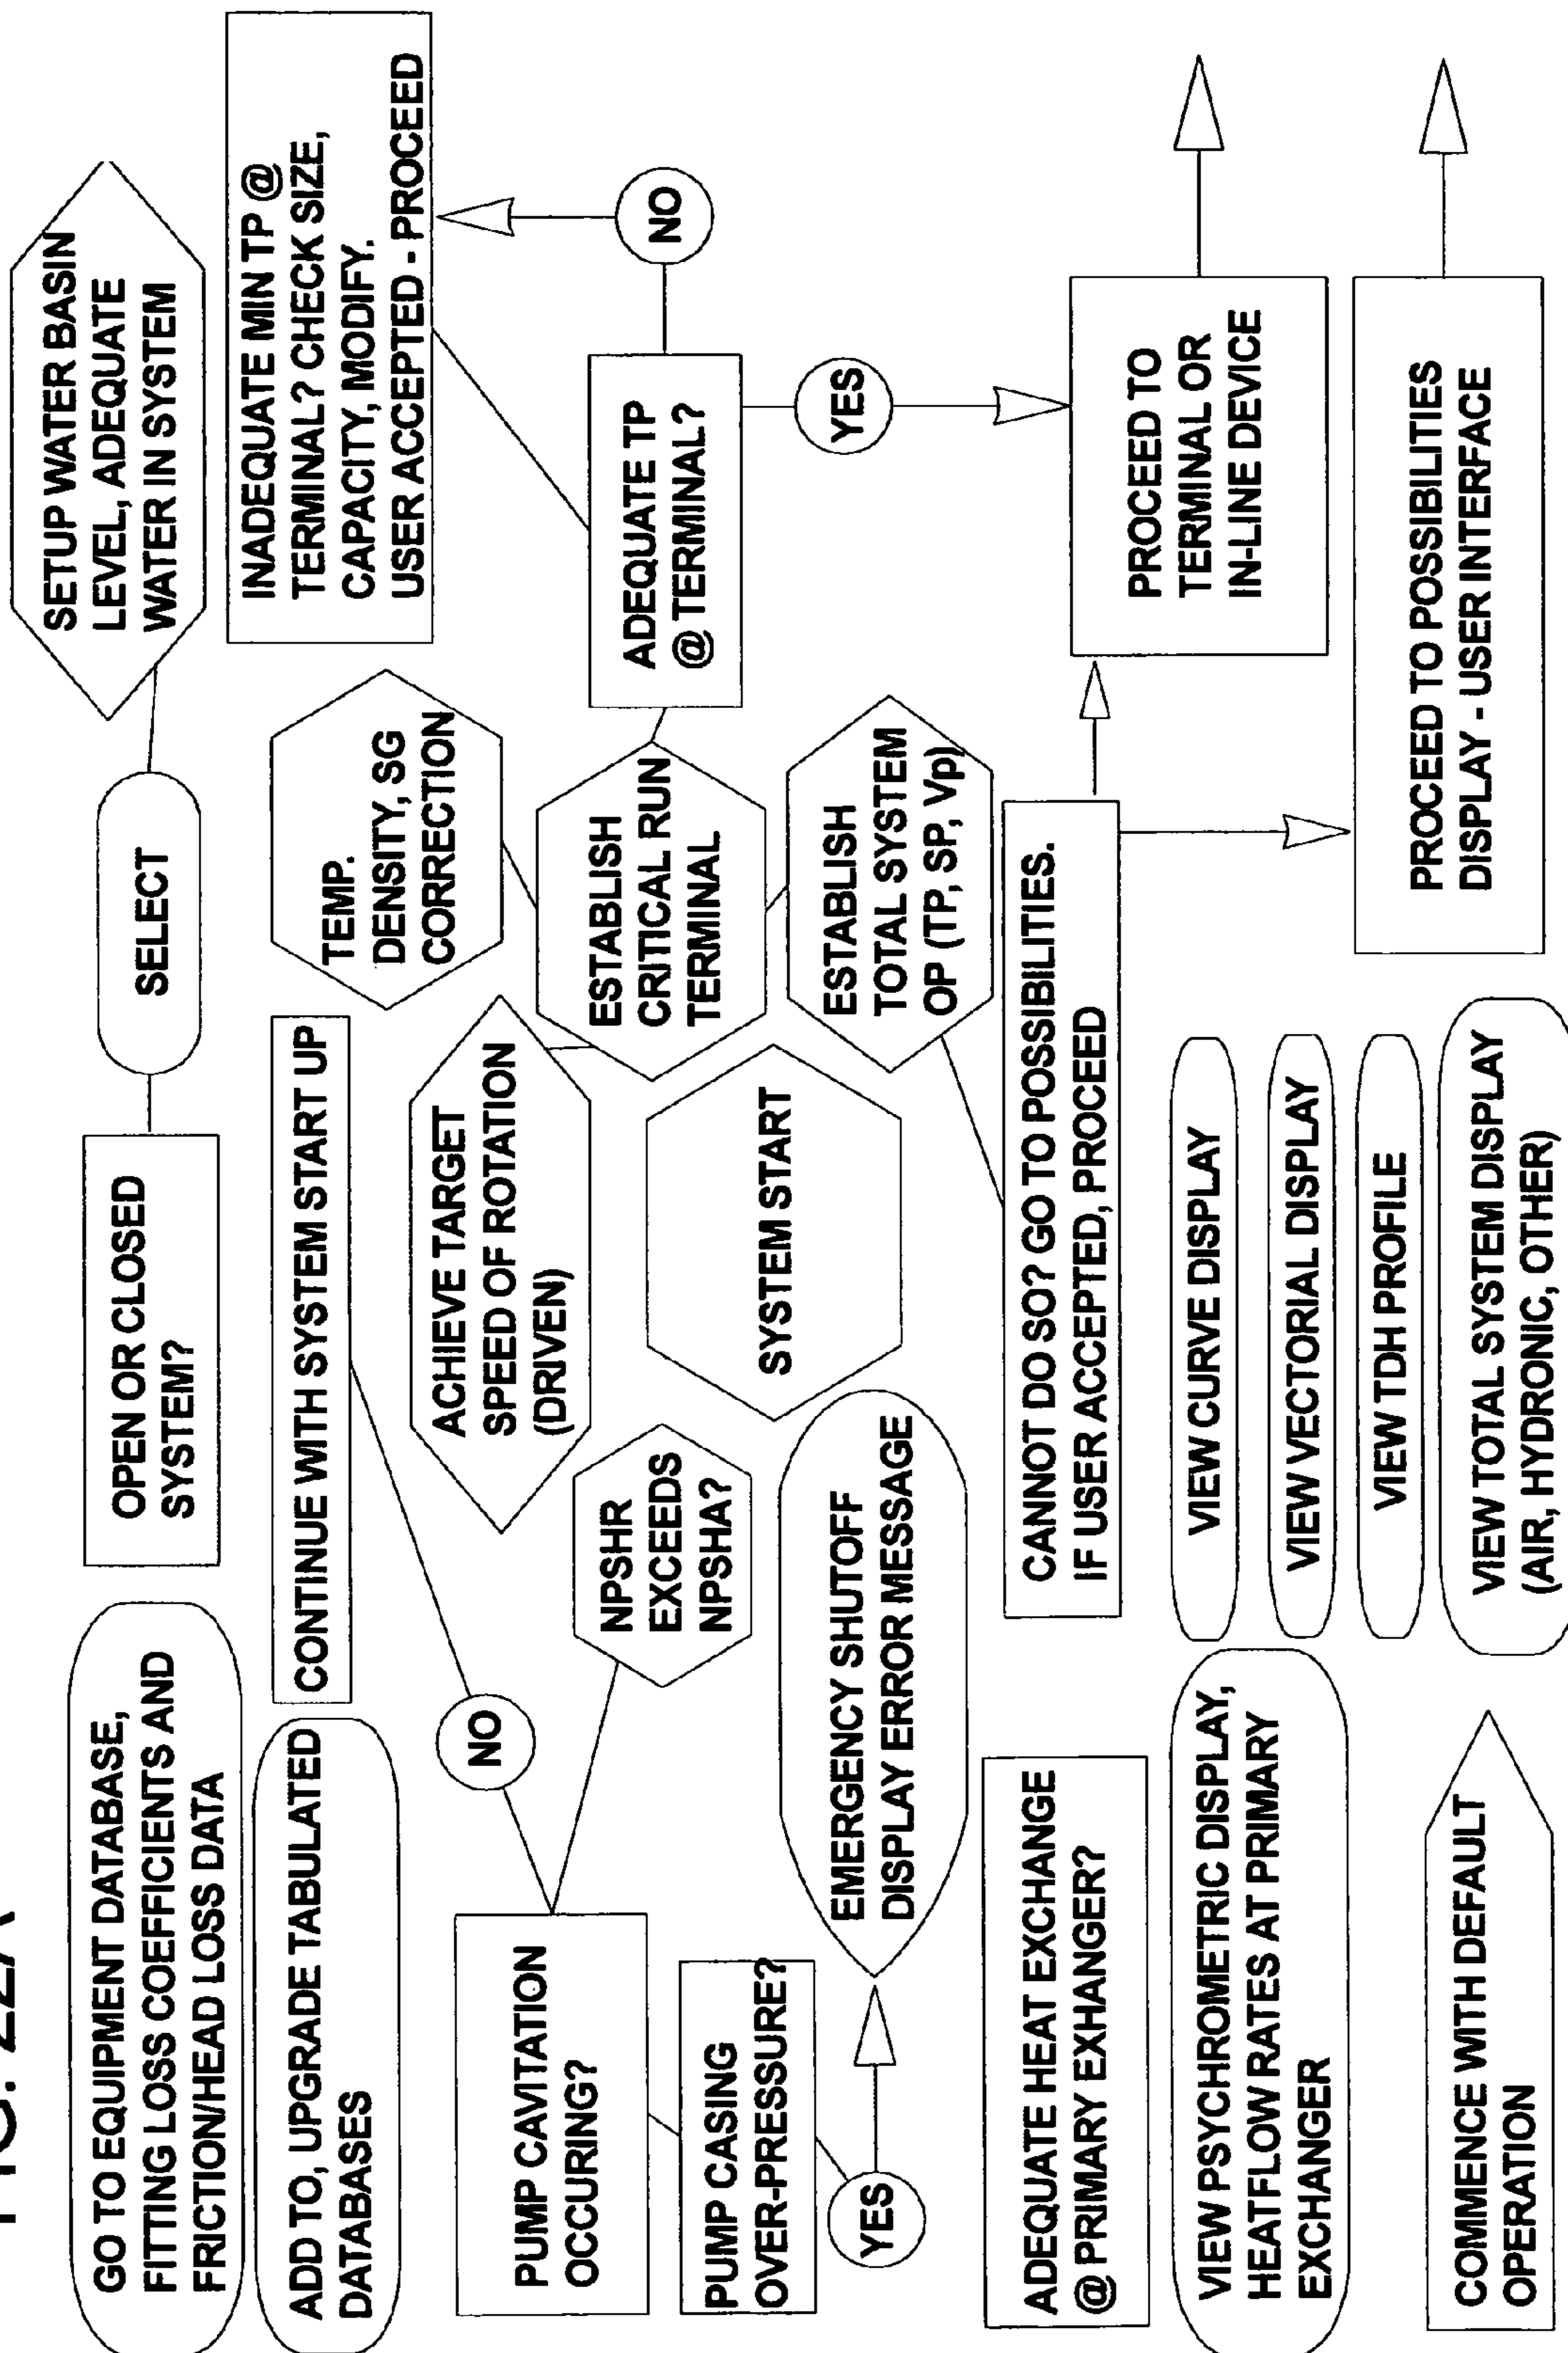 FIG. 22A
GO TO EQUIPMENT DATABASE,
FITTING LOSS COEFFICIENTS AND
FRICTION/HEAD LOSS DATA
OPEN OR CLOSED
SYSTEM?
SELECT
SETUP WATER BASIN
LEVEL, ADEQUATE
WATER IN SYSTEM
ADD TO, UPGRADE TABULATED
DATABASES
CONTINUE WITH SYSTEM START UP
TEMP.
DENSITY, SG
CORRECTION
INADEQUATE MIN TP @
TERMINAL? CHECK SIZE,
CAPACITY, MODIFY.
USER ACCEPTED - PROCEED
NO
ACHIEVE TARGET
SPEED OF ROTATION
(DRIVEN)
PUMP CAVITATION
OCCURING?
NPSHR
EXCEEDS
NPSHA?
ESTABLISH
CRITICAL RUN
TERMINAL
ADEQUATE TP
@ TERMINAL?
NO
PUMP CASING
OVER-PRESSURE?
SYSTEM START
YES
EMERGENCY SHUTOFF
DISPLAY ERROR MESSAGE
ESTABLISH
TOTAL SYSTEM
OP (TP, SP, Vp)
YES
ADEQUATE HEAT EXCHANGE
@ PRIMARY EXHANGER?
CANNOT DO SO? GO TO POSSIBILITIES.
IF USER ACCEPTED, PROCEED
PROCEED TO
TERMINAL OR
IN-LINE DEVICE
VIEW PSYCHROMETRIC DISPLAY,
HEATFLOW RATES AT PRIMARY
EXCHANGER
VIEW CURVE DISPLAY
VIEW VECTORIAL DISPLAY
VIEW TDH PROFILE
PROCEED TO POSSIBILITIES
DISPLAY - USER INTERFACE
COMMENCE WITH DEFAULT
OPERATION
VIEW TOTAL SYSTEM DISPLAY
(AIR, HYDRONIC, OTHER)